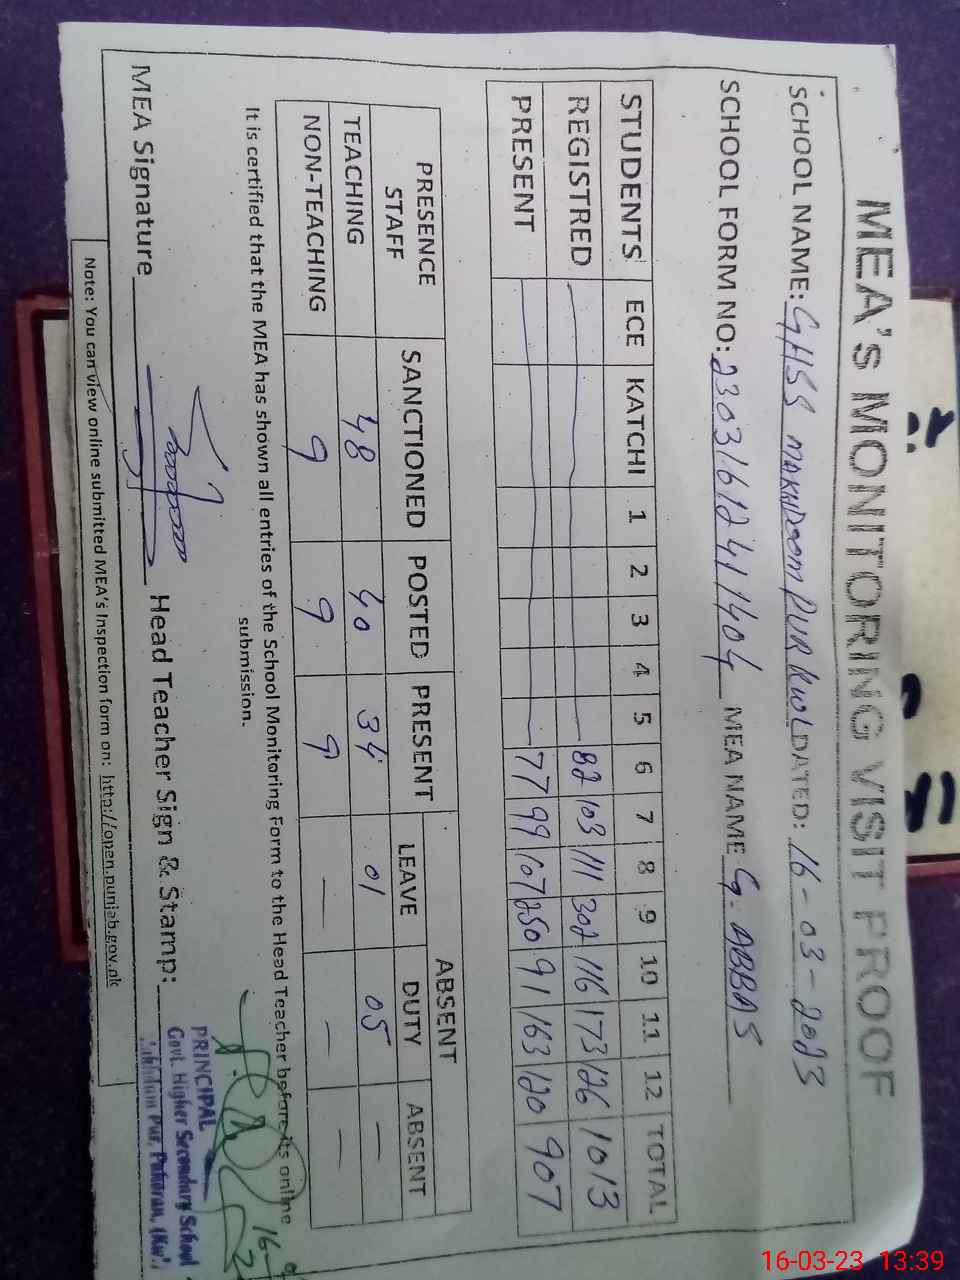 MEA's MONITORING VISIT PROOF
SCHOOL NAME: GHSS MAKHDOOMPUR KWL DATED: 16-03-2023
SCHOOL FORM NO: 23031612411404 MEA NAME G. ABBAS
STUDENTS ECE KATCHI 1 2 3 4 5 6 7 8 9 10 11 12 TOTAL
REGISTRED 82 103 111 302 116 173 126 1013
PRESENT 77 99 107 250 91 163 120 907
PRESENCE STAFF SANCTIONED POSTED PRESENT ABSENT
LEAVE DUTY ABSENT
TEACHING 48 40 34 01 05 —
NON-TEACHING 9 9 9 — — —
It is certified that the MEA has shown all entries of the School Monitoring Form to the Head Teacher before its online
submission.
MEA Signature Head Teacher Sign & Stamp:
PRINCIPAL
Govt. Higher Secondary School
Pur, Pahoran, (Kwl.
Note: You can view online submitted MEA's Inspection form on: http://open.punjab.gov.pk
16-03-23 13:39